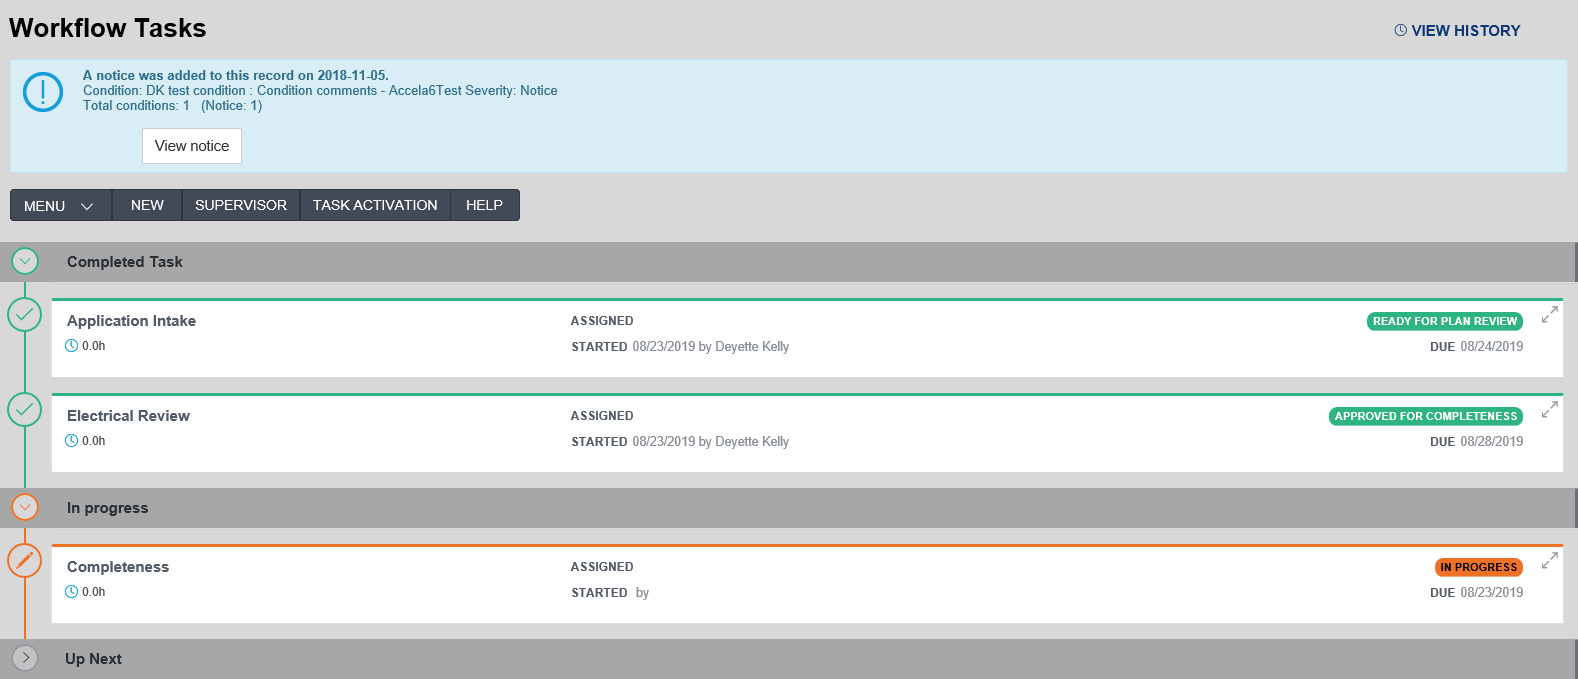 Workflow Tasks
VIEW HISTORY
A notice was added to this record on 2018-11-05.
Condition: DK test condition : Condition comments - Accela6Test Severity: Notice
Total conditions: 1 (Notice: 1)
View notice
MENU NEW SUPERVISOR TASK ACTIVATION HELP
Completed Task
Application Intake ASSIGNED READY FOR PLAN REVIEW
0.0h STARTED 08/23/2019 by Deyette Kelly DUE 08/24/2019
Electrical Review ASSIGNED APPROVED FOR COMPLETENESS
0.0h STARTED 08/23/2019 by Deyette Kelly DUE 08/28/2019
In progress
Completeness ASSIGNED IN PROGRESS
0.0h STARTED by DUE 08/23/2019
Up Next